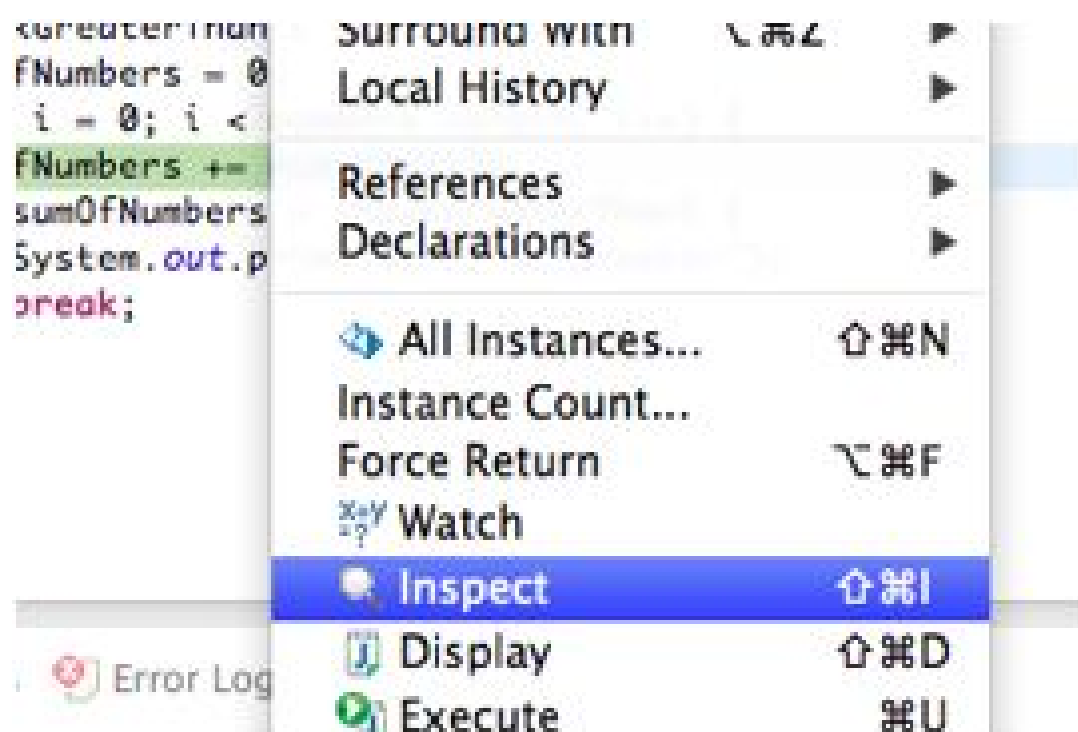 fNumbers = 0
i = 0; i <
fNumbers +=
sumOfNumbers
System.out.p
break;
Error Log
Surround With ⌥⌘Z ▶
Local History ▶
References ▶
Declarations ▶
All Instances... ⇧⌘N
Instance Count...
Force Return ⌥⌘F
x+y=? Watch
Inspect ⇧⌘I
J Display ⇧⌘D
Execute ⌘U